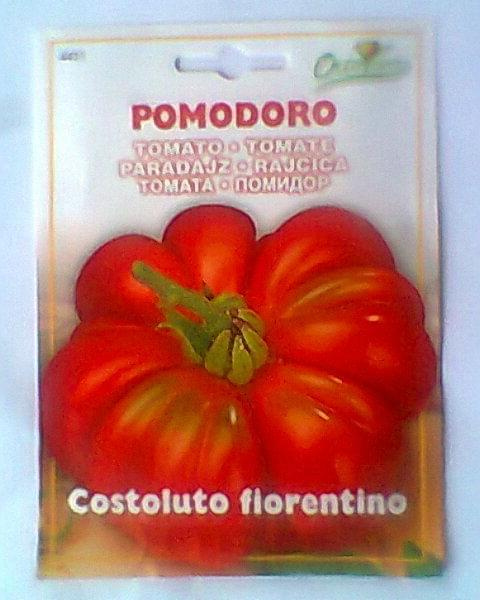 POMODORO
TOMATO • TOMATE
PARADAJZ • RAJCICA
TOMATA • ПОМИДОР
Costoluto fiorentino